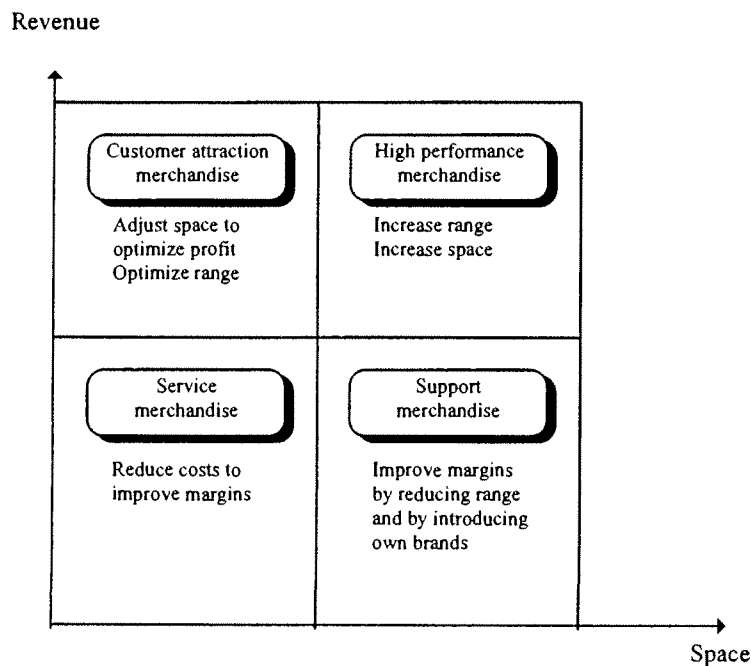 Revenue
Customer attraction
merchandise
Adjust space to
optimize profit
Optimize range
High performance
merchandise
Increase range
Increase space
Service
merchandise
Reduce costs to
improve margins
Support
merchandise
Improve margins
by reducing range
and by introducing
own brands
Space